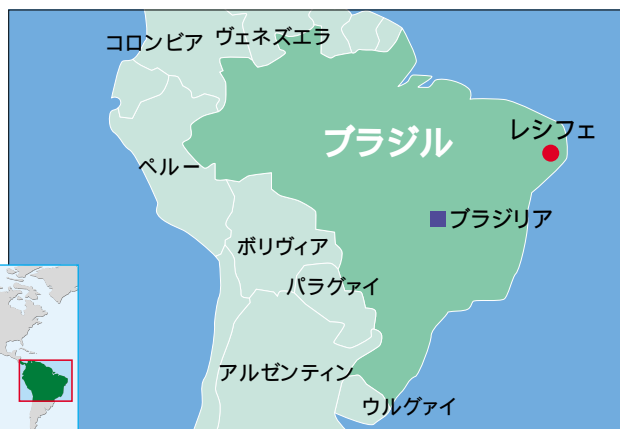 コロンビア
ヴェネズエラ
ブラジル
レシフェ
ペルー
ブラジリア
ボリヴィア
パラグァイ
アルゼンティン
ウルグァイ